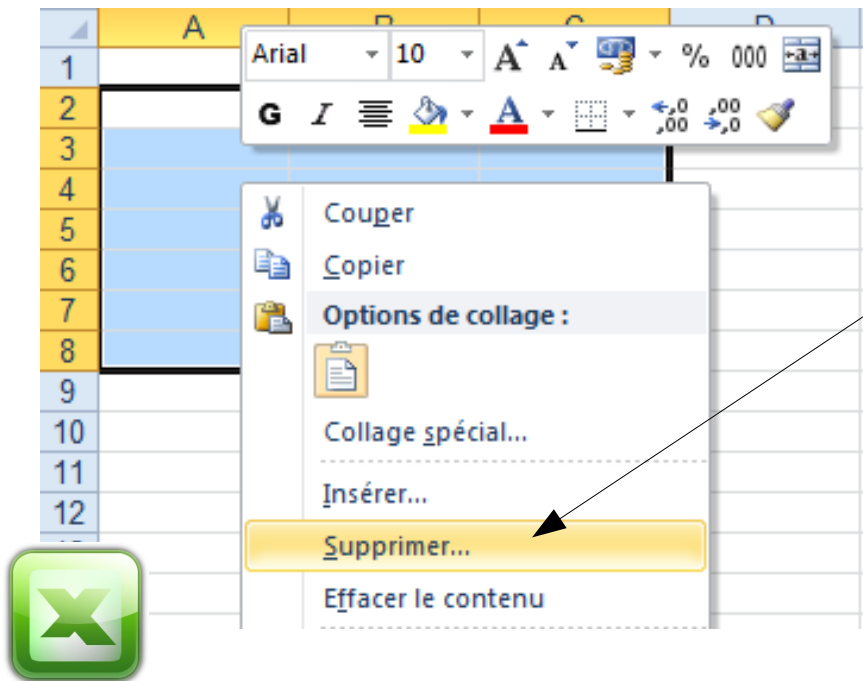 A
D
Arial 10 A A % 000 a
1
2
G I A ,0 ,00 ,00 ,0
3
4
Couper
5
6
Copier
7
Options de collage :
8
9
10
Collage spécial...
11
Insérer...
12
Supprimer...
Effacer le contenu
X